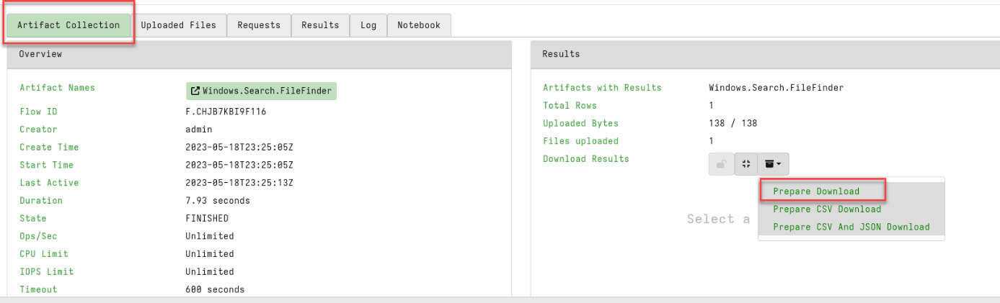 Artifact Collection
Uploaded Files
Requests
Results
Log
Notebook
Overview
Artifact Names
Windows.Search.FileFinder
Flow ID
F.CHJB7KBI9F116
Creator
admin
Create Time
2023-05-18T23:25:05Z
Start Time
2023-05-18T23:25:05Z
Last Active
2023-05-18T23:25:13Z
Duration
7.93 seconds
State
FINISHED
Ops/Sec
Unlimited
CPU Limit
Unlimited
IOPS Limit
Unlimited
Timeout
600 seconds
Results
Artifacts with Results
Windows.Search.FileFinder
Total Rows
1
Uploaded Bytes
138 / 138
Files uploaded
1
Download Results
Prepare Download
Prepare CSV Download
Prepare CSV And JSON Download
Select a